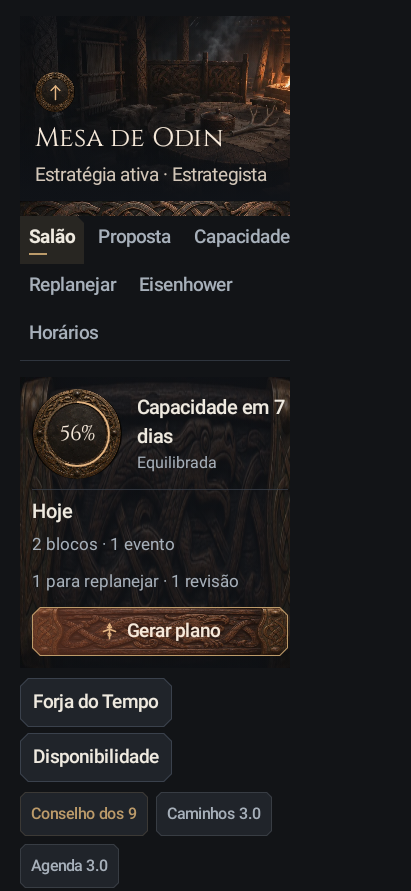 Mesa de Odin
Estratégia ativa · Estrategista
Salão Proposta Capacidade
Replanejar Eisenhower
Horários
56%
Capacidade em 7
dias
Equilibrada
Hoje
2 blocos · 1 evento
1 para replanejar · 1 revisão
Gerar plano
Forja do Tempo
Disponibilidade
Conselho dos 9 Caminhos 3.0
Agenda 3.0